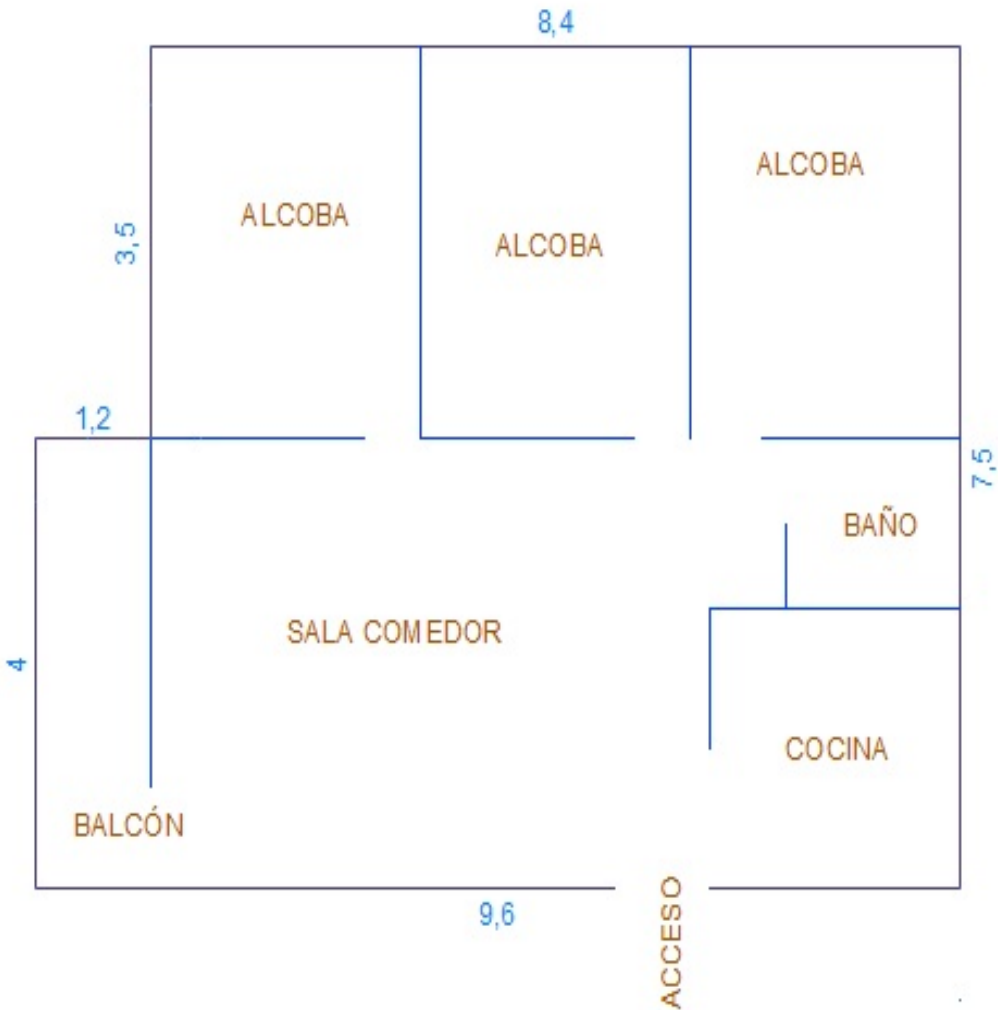 8,4
ALCOBA
ALCOBA
ALCOBA
3,5
1,2
7,5
BAÑO
SALA COMEDOR
4
COCINA
BALCÓN
9,6
ACCESO